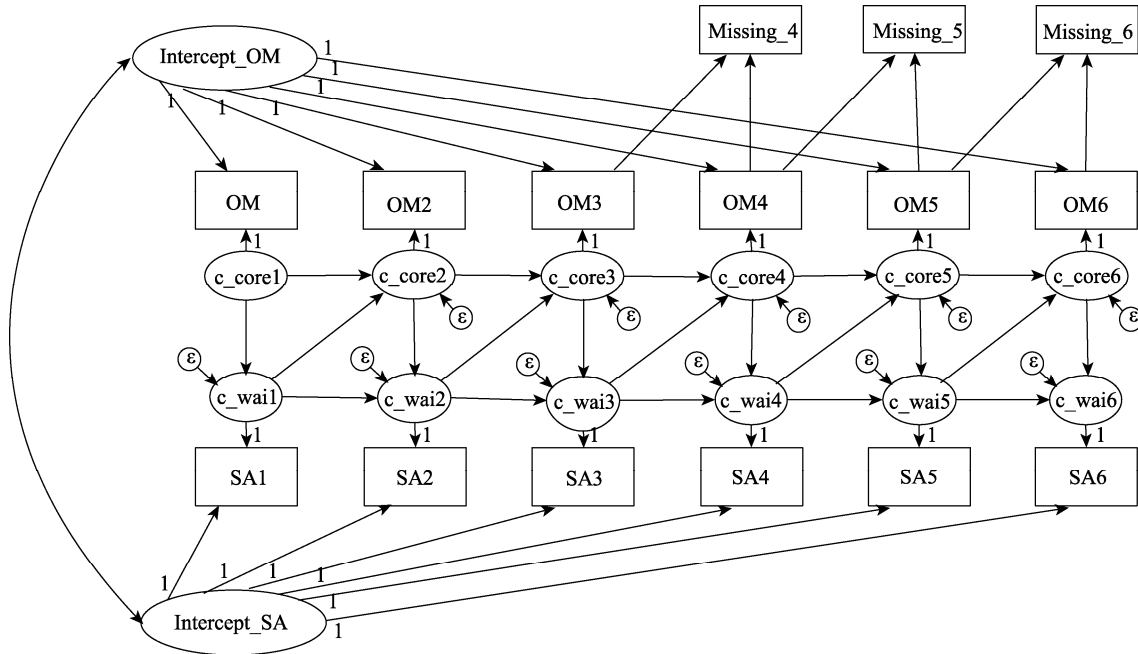 Missing_4
Missing_5
Missing_6
Intercept_OM
1
1
1
1
1
1
OM
OM2
OM3
OM4
OM5
OM6
1
1
1
1
1
1
c_core1
c_core2
c_core3
c_core4
c_core5
c_core6
ε
ε
ε
ε
ε
ε
ε
ε
ε
ε
ε
c_wai1
c_wai2
c_wai3
c_wai4
c_wai5
c_wai6
1
1
1
1
1
1
SA1
SA2
SA3
SA4
SA5
SA6
1
1
1
1
1
1
Intercept_SA